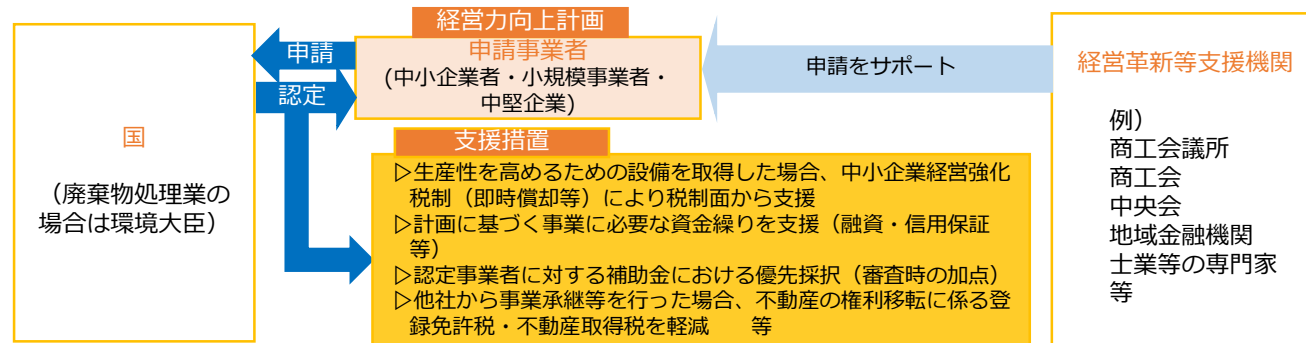 国
（廃棄物処理業の
場合は環境大臣）
申請
認定
経営力向上計画
申請事業者
(中小企業者・小規模事業者・
中堅企業)
申請をサポート
経営革新等支援機関
例）
商工会議所
商工会
中央会
地域金融機関
士業等の専門家
等
支援措置
▷生産性を高めるための設備を取得した場合、中小企業経営強化
税制（即時償却等）により税制面から支援
▷計画に基づく事業に必要な資金繰りを支援（融資・信用保証
等）
▷認定事業者に対する補助金における優先採択（審査時の加点）
▷他社から事業承継等を行った場合、不動産の権利移転に係る登
録免許税・不動産取得税を軽減　　等